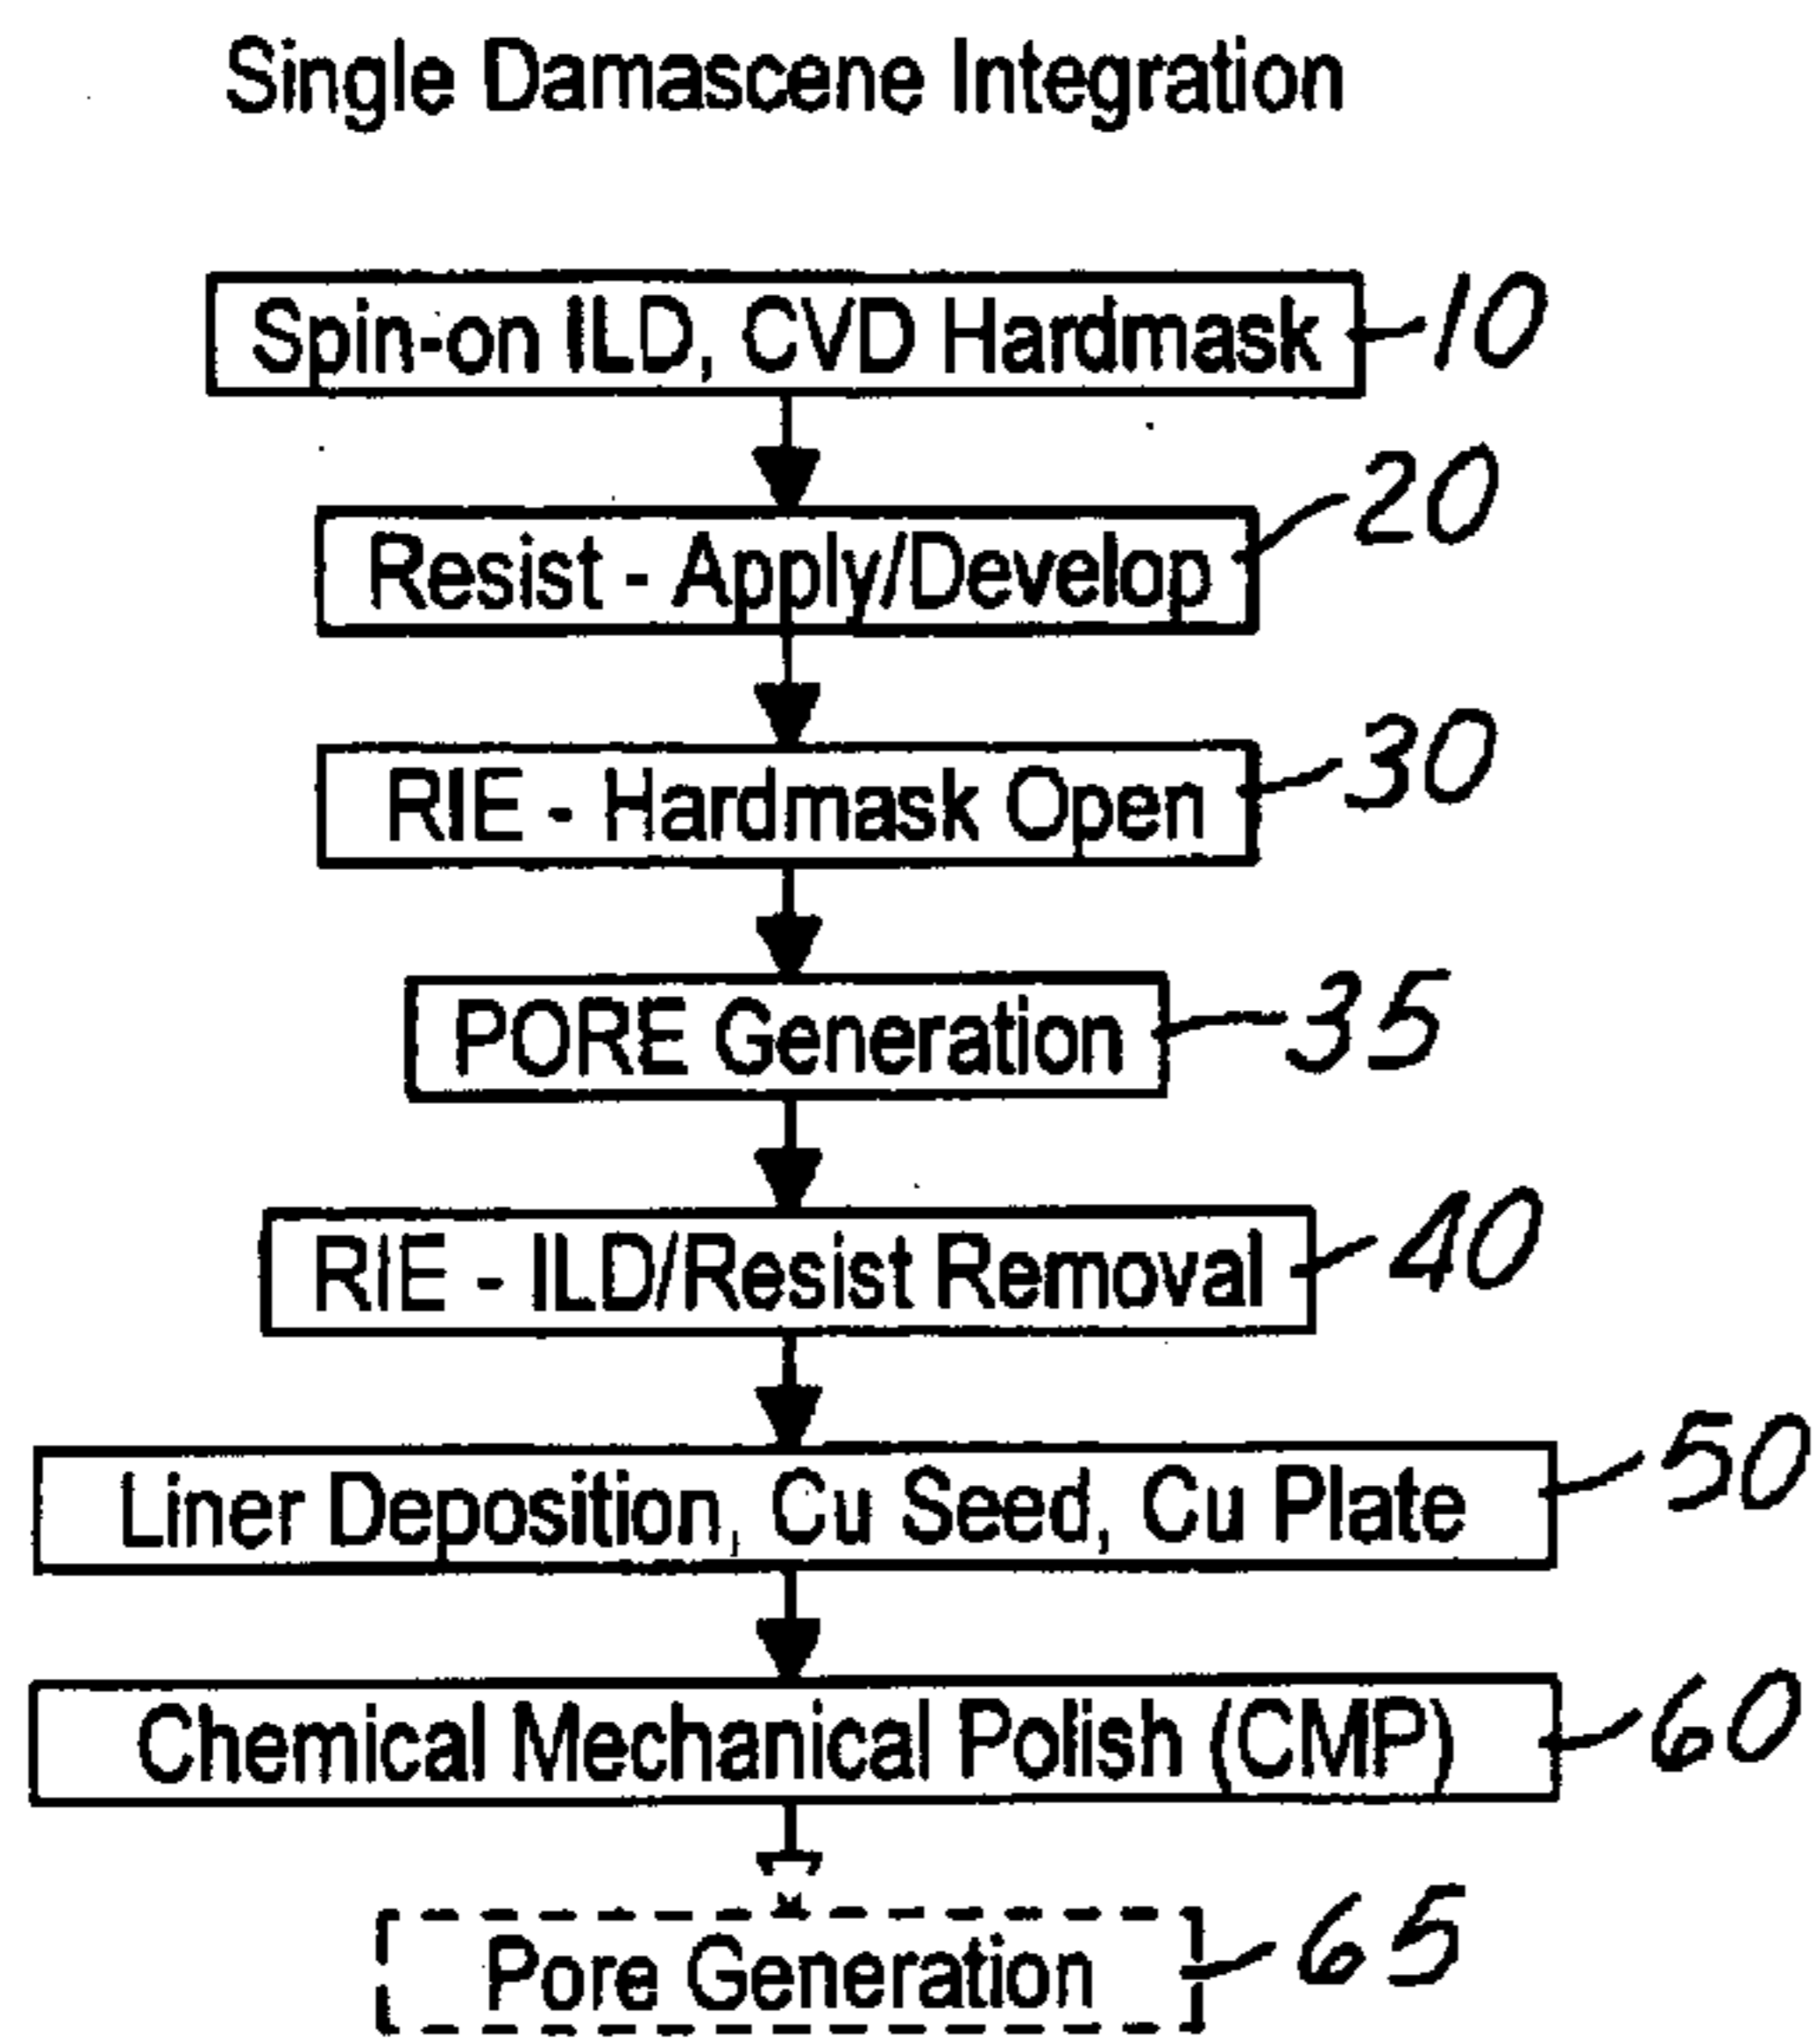 Single Damascene Integration
Spin-on ILD, CVD Hardmask 10
Resist - Apply/Develop 20
RIE - Hardmask Open 30
PORE Generation 35
RIE - ILD/Resist Removal 40
Liner Deposition, Cu Seed, Cu Plate 50
Chemical Mechanical Polish (CMP) 60
Pore Generation 65